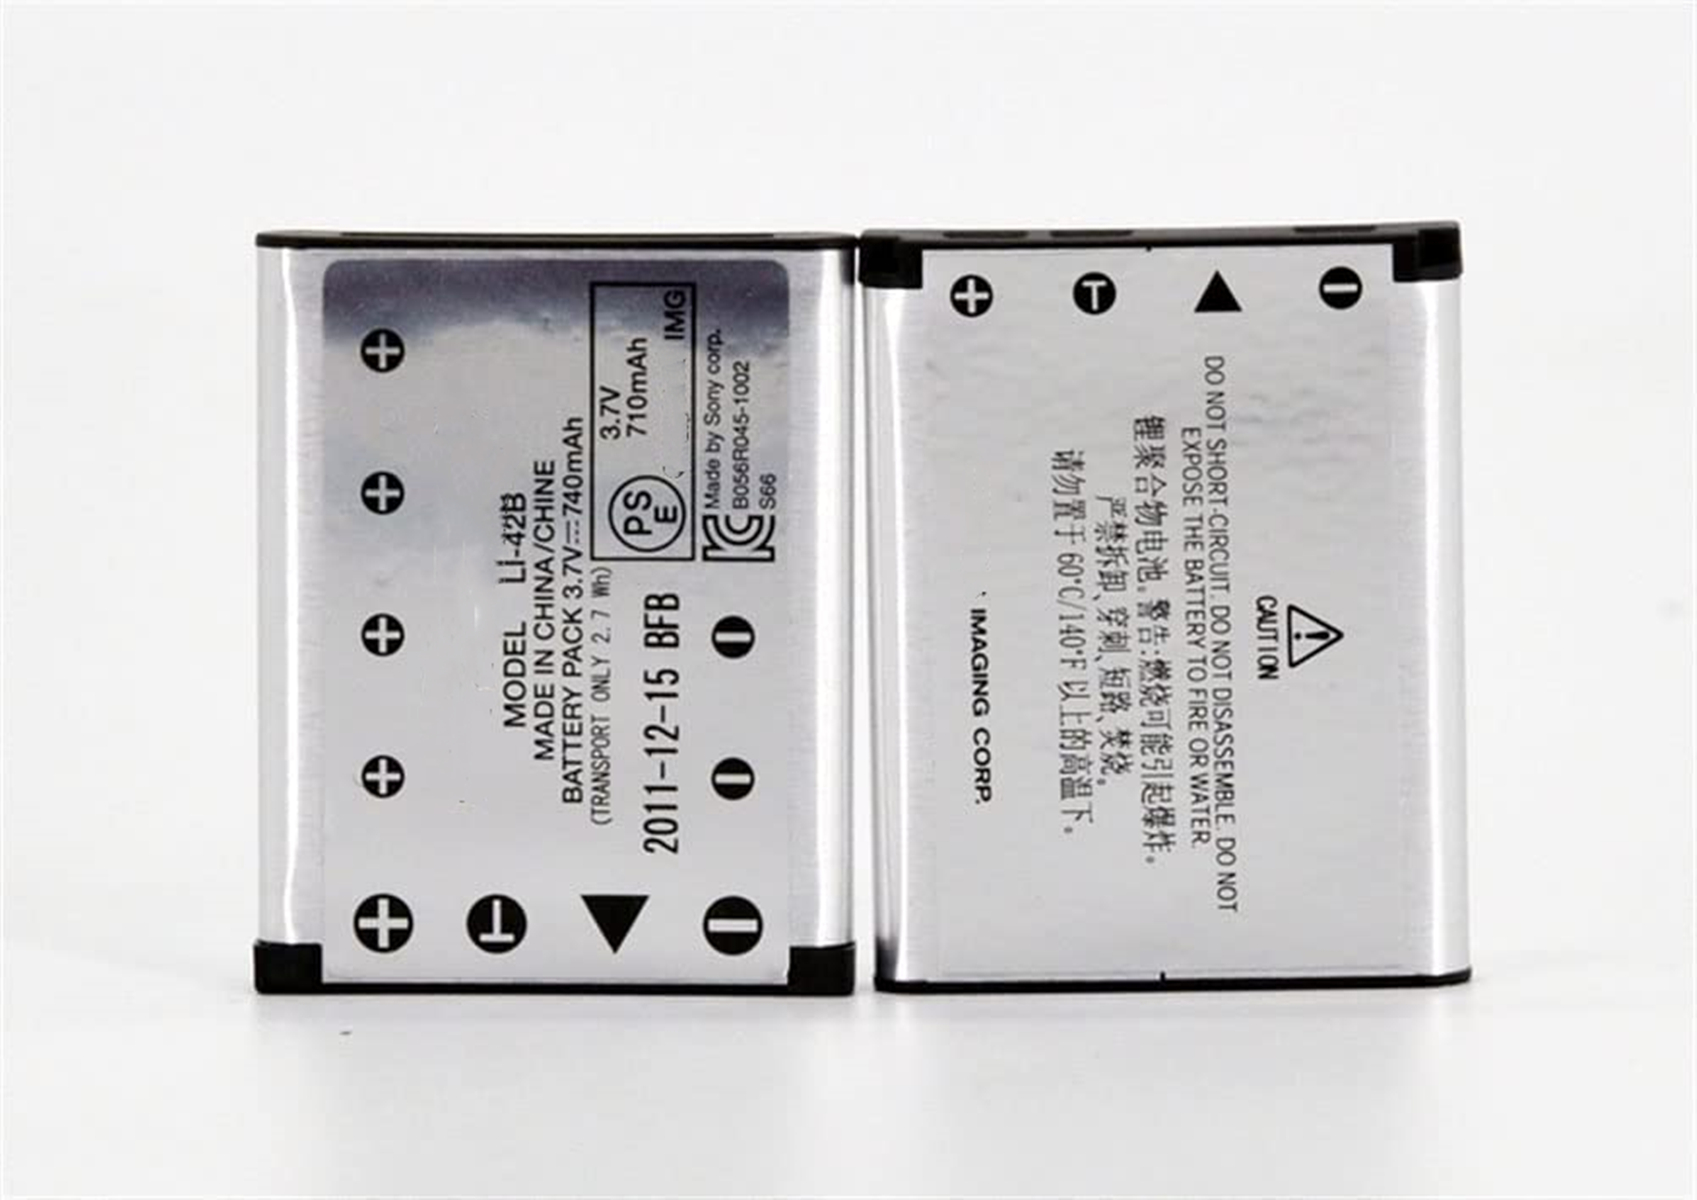 MODEL LI-42B
MADE IN CHINA/CHINE
BATTERY PACK 3.7V⎓740mAh
(TRANSPORT ONLY 2.7 Wh)
2011-12-15 BFB
PS
E
3.7V
710mAh
IMG
Made by Sony corp.
B056R045-1002
S66
CAUTION
DO NOT SHORT-CIRCUIT. DO NOT DISASSEMBLE. DO NOT
EXPOSE THE BATTERY TO FIRE OR WATER.
锂聚合物电池。警告:燃烧可能引起爆炸。
严禁拆卸、穿刺、短路、焚烧。
请勿置于 60°C/140°F 以上的高温下。
IMAGING CORP.